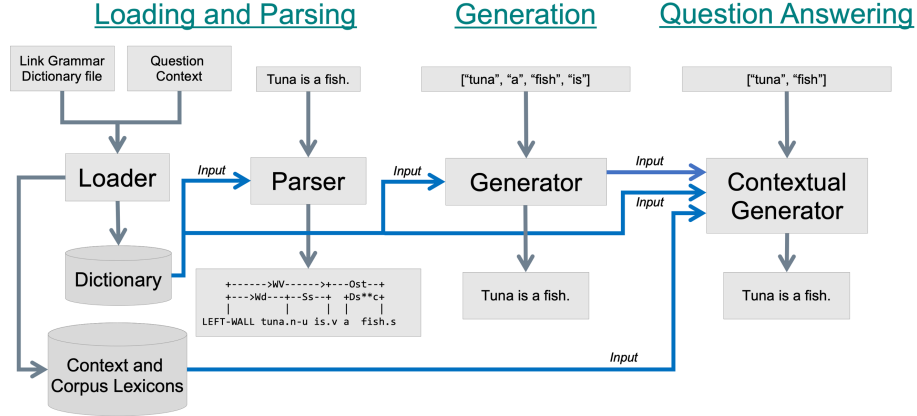 Loading and Parsing
Generation
Question Answering
Link Grammar
Dictionary file
Question
Context
Tuna is a fish.
[“tuna”, “a”, “fish”, “is”]
[“tuna”, “fish”]
Loader
Input
Parser
Input
Generator
Input
Input
Input
Contextual
Generator
Dictionary
+------>WV------>+---Ost--+
+--->Wd---+--Ss--+  +Ds**c+
|         |      |  |     |
LEFT-WALL tuna.n-u is.v a  fish.s
Tuna is a fish.
Tuna is a fish.
Context and
Corpus Lexicons
Input